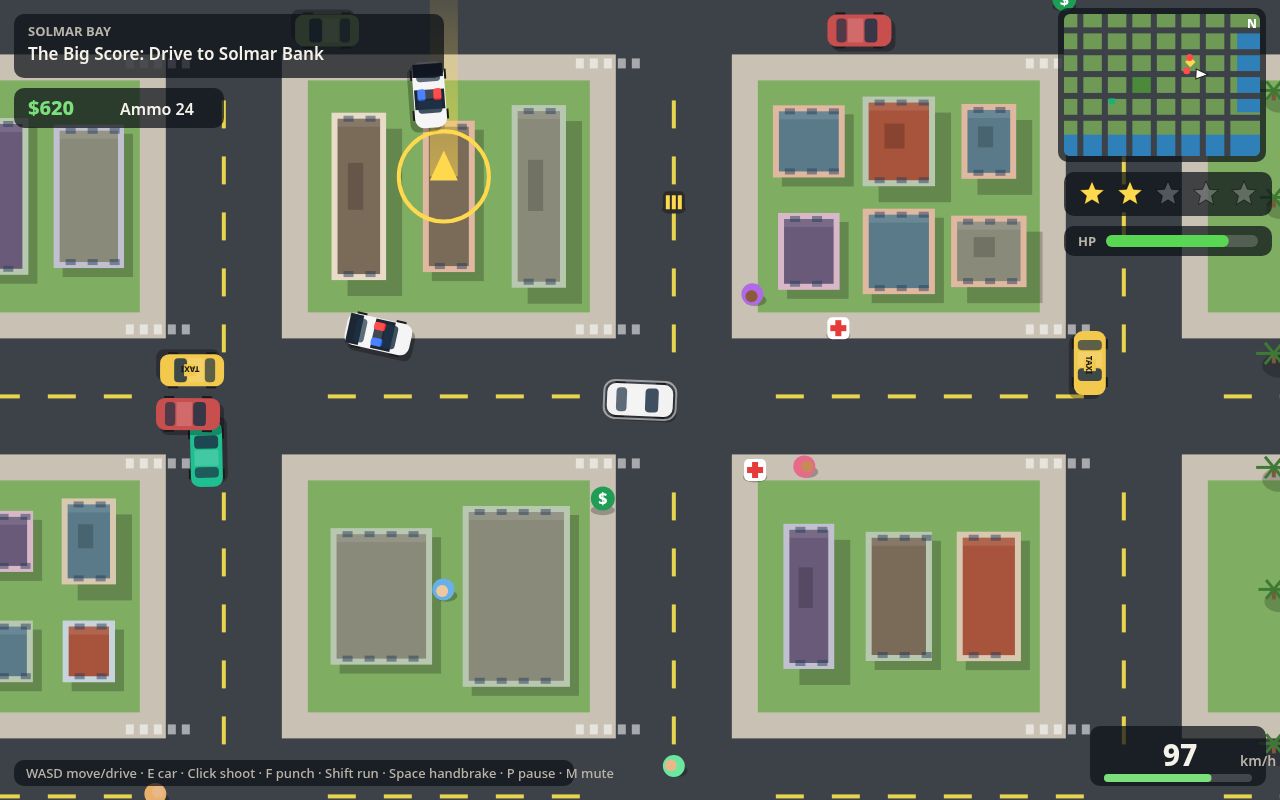 SOLMAR BAY
The Big Score: Drive to Solmar Bank
$620 Ammo 24
N
HP
TAXI
TAXI
$
$
WASD move/drive · E car · Click shoot · F punch · Shift run · Space handbrake · P pause · M mute
97 km/h